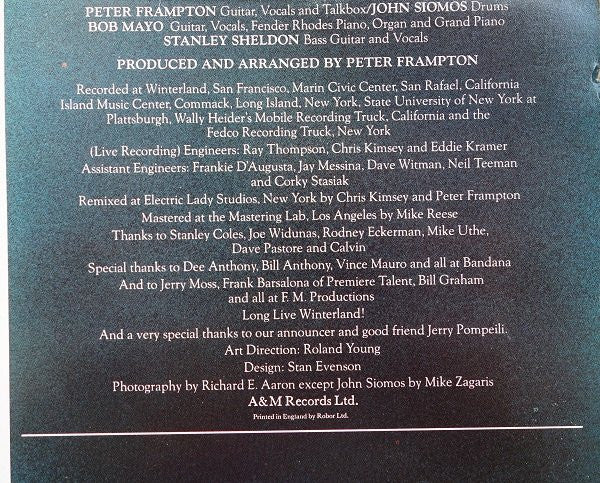 PETER FRAMPTON Guitar, Vocals and Talkbox/JOHN SIOMOS Drums
BOB MAYO Guitar, Vocals, Fender Rhodes Piano, Organ and Grand Piano
STANLEY SHELDON Bass Guitar and Vocals
PRODUCED AND ARRANGED BY PETER FRAMPTON
Recorded at Winterland, San Francisco, Marin Civic Center, San Rafael, California
Island Music Center, Commack, Long Island, New York, State University of New York at
Plattsburgh, Wally Heider's Mobile Recording Truck, California and the
Fedco Recording Truck, New York
(Live Recording) Engineers: Ray Thompson, Chris Kimsey and Eddie Kramer
Assistant Engineers: Frankie D'Augusta, Jay Messina, Dave Witman, Neil Teeman
and Corky Stasiak
Remixed at Electric Lady Studios, New York by Chris Kimsey and Peter Frampton
Mastered at the Mastering Lab, Los Angeles by Mike Reese
Thanks to Stanley Coles, Joe Widunas, Rodney Eckerman, Mike Uthe,
Dave Pastore and Calvin
Special thanks to Dee Anthony, Bill Anthony, Vince Mauro and all at Bandana
And to Jerry Moss, Frank Barsalona of Premiere Talent, Bill Graham
and all at F. M. Productions
Long Live Winterland!
And a very special thanks to our announcer and good friend Jerry Pompeili.
Art Direction: Roland Young
Design: Stan Evenson
Photography by Richard E. Aaron except John Siomos by Mike Zagaris
A&M Records Ltd.
Printed in England by Robor Ltd.